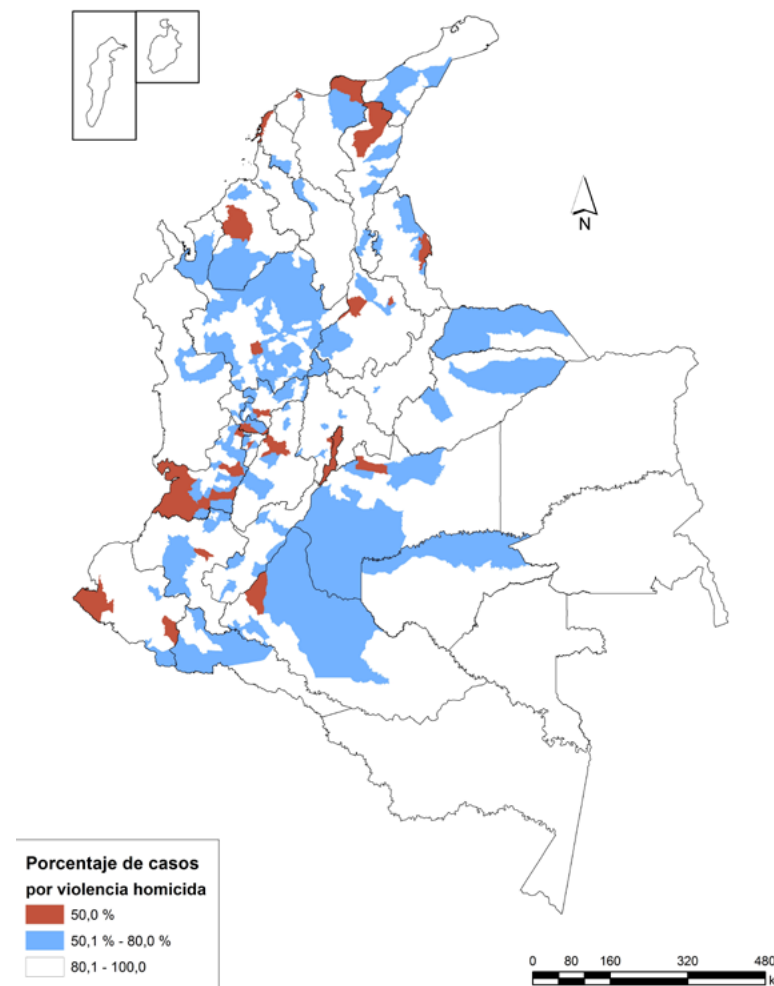 N
Porcentaje de casos
por violencia homicida
50,0 %
50,1 % - 80,0 %
80,1 - 100,0
0 80 160 320 480
k